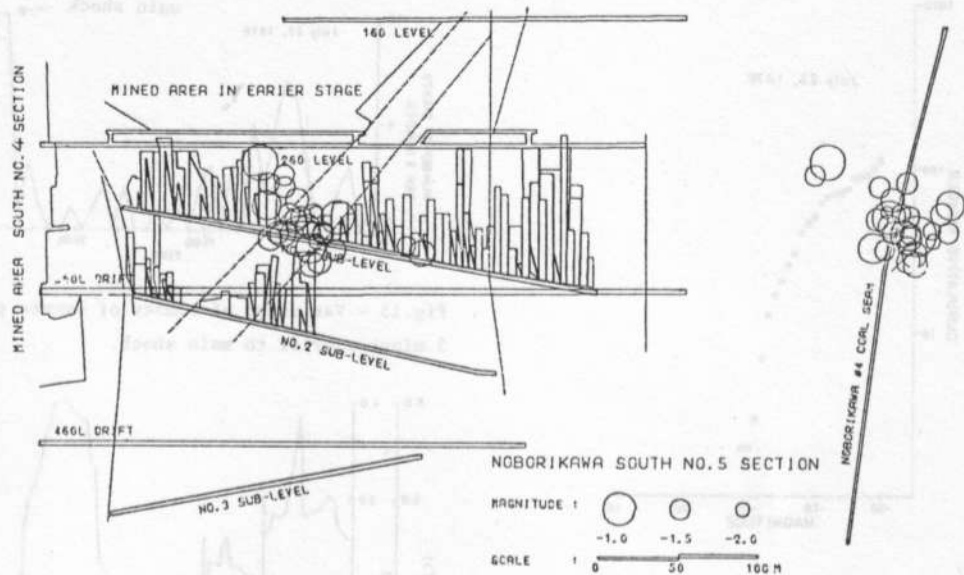 160 LEVEL
MINED AREA IN EARIER STAGE
MINED AREA SOUTH NO.4 SECTION
260 LEVEL
SUB-LEVEL
DRIFT
NO.2 SUB-LEVEL
460L DRIFT
NO.3 SUB-LEVEL
NOBORIKAWA #4 COAL SEAM
NOBORIKAWA SOUTH NO.5 SECTION
MAGNITUDE :
-1.0 -1.5 -2.0
SCALE :
0 50 100 M
main shock